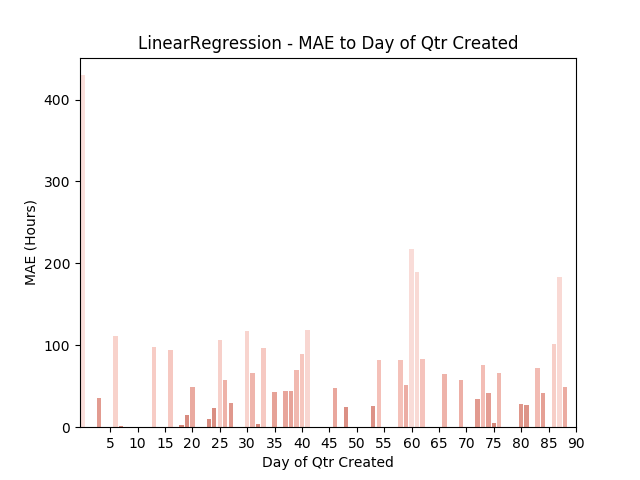 LinearRegression - MAE to Day of Qtr Created
400
300
200
100
0
MAE (Hours)
5 10 15 20 25 30 35 40 45 50 55 60 65 70 75 80 85 90
Day of Qtr Created